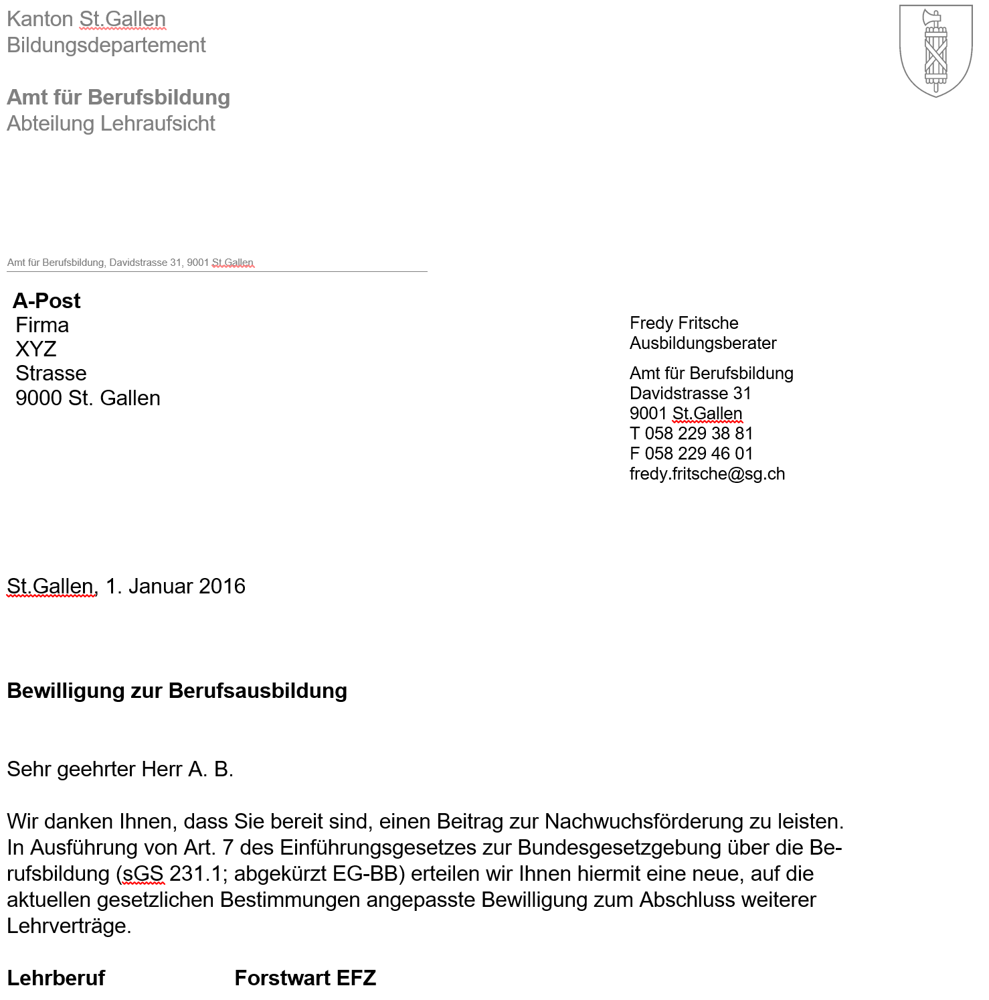 Kanton St.Gallen
Bildungsdepartement
Amt für Berufsbildung
Abteilung Lehraufsicht
Amt für Berufsbildung, Davidstrasse 31, 9001 St.Gallen
A-Post
Firma
XYZ
Strasse
9000 St. Gallen
Fredy Fritsche
Ausbildungsberater
Amt für Berufsbildung
Davidstrasse 31
9001 St.Gallen
T 058 229 38 81
F 058 229 46 01
fredy.fritsche@sg.ch
St.Gallen, 1. Januar 2016
Bewilligung zur Berufsausbildung
Sehr geehrter Herr A. B.
Wir danken Ihnen, dass Sie bereit sind, einen Beitrag zur Nachwuchsförderung zu leisten.
In Ausführung von Art. 7 des Einführungsgesetzes zur Bundesgesetzgebung über die Be-
rufsbildung (sGS 231.1; abgekürzt EG-BB) erteilen wir Ihnen hiermit eine neue, auf die
aktuellen gesetzlichen Bestimmungen angepasste Bewilligung zum Abschluss weiterer
Lehrverträge.
Lehrberuf Forstwart EFZ